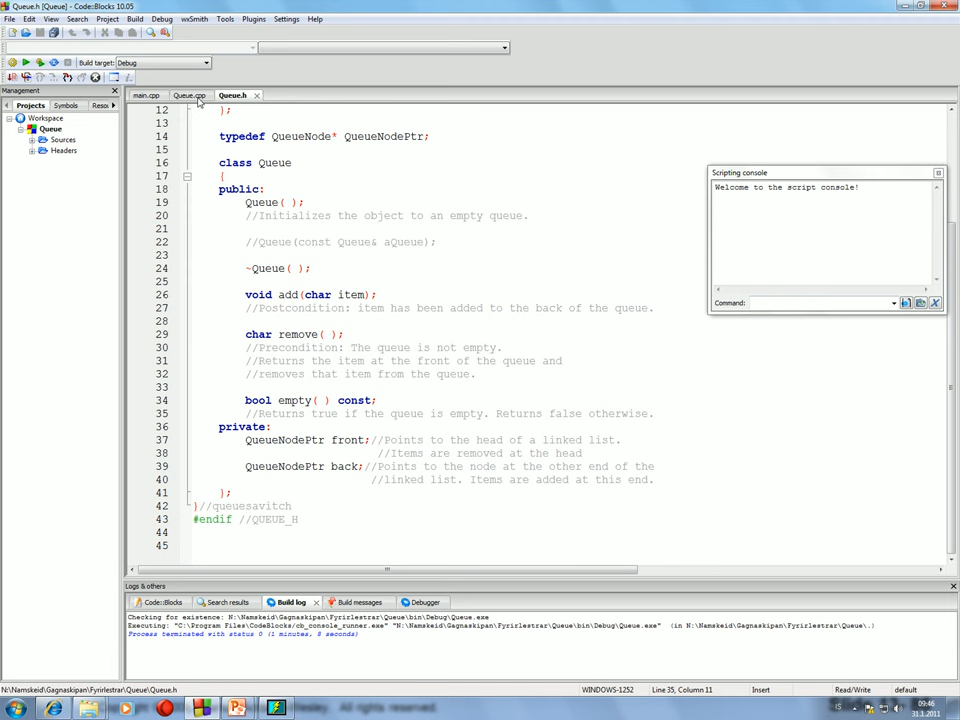 Queue.h [Queue] - Code::Blocks 10.05
File Edit View Search Project Build Debug wxSmith Tools Plugins Settings Help
Build target: Debug
Management
Projects Symbols Resou
Workspace
Queue
Sources
Headers
main.cpp Queue.cpp Queue.h
12 };
13
14 typedef QueueNode* QueueNodePtr;
15
16 class Queue
17 {
18 public:
19 Queue( );
20 //Initializes the object to an empty queue.
21
22 //Queue(const Queue& aQueue);
23
24 ~Queue( );
25
26 void add(char item);
27 //Postcondition: item has been added to the back of the queue.
28
29 char remove( );
30 //Precondition: The queue is not empty.
31 //Returns the item at the front of the queue and
32 //removes that item from the queue.
33
34 bool empty( ) const;
35 //Returns true if the queue is empty. Returns false otherwise.
36 private:
37 QueueNodePtr front;//Points to the head of a linked list.
38 //Items are removed at the head
39 QueueNodePtr back;//Points to the node at the other end of the
40 //linked list. Items are added at this end.
41 };
42 }//queuesavitch
43 #endif //QUEUE_H
44
45
Scripting console
Welcome to the script console!
Command:
Logs & others
Code::Blocks Search results Build log Build messages Debugger
Checking for existence: N:\Namskeid\Gagnaskipan\Fyrirlestrar\Queue\bin\Debug\Queue.exe
Executing: "C:\Program Files\CodeBlocks/cb_console_runner.exe" "N:\Namskeid\Gagnaskipan\Fyrirlestrar\Queue\bin\Debug\Queue.exe" (in N:\Namskeid\Gagnaskipan\Fyrirlestrar\Queue\.)
Process terminated with status 0 (1 minutes, 8 seconds)
N:\Namskeid\Gagnaskipan\Fyrirlestrar\Queue\Queue.h WINDOWS-1252 Line 35, Column 11 Insert Read/Write default
IS 09:46
31.1.2011
All rights reserved.